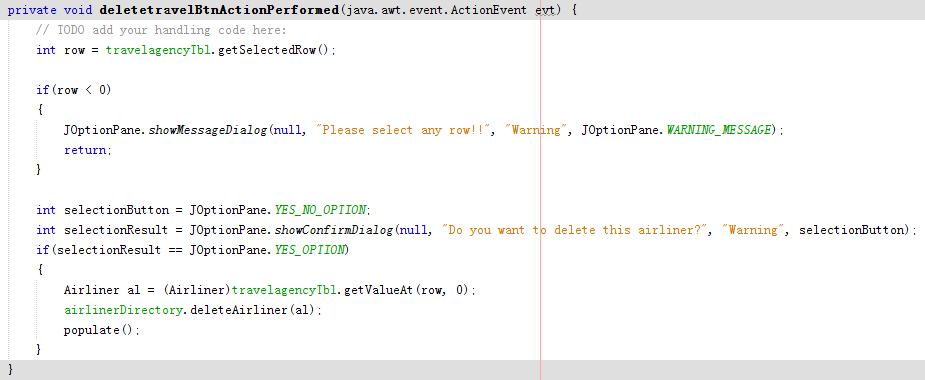 private void deletetravelBtnActionPerformed(java.awt.event.ActionEvent evt) {
// TODO add your handling code here:
int row = travelagencyTbl.getSelectedRow();
if(row < 0)
{
JOptionPane.showMessageDialog(null, "Please select any row!!", "Warning", JOptionPane.WARNING_MESSAGE);
return;
}
int selectionButton = JOptionPane.YES_NO_OPTION;
int selectionResult = JOptionPane.showConfirmDialog(null, "Do you want to delete this airliner?", "Warning", selectionButton);
if(selectionResult == JOptionPane.YES_OPTION)
{
Airliner al = (Airliner)travelagencyTbl.getValueAt(row, 0);
airlinerDirectory.deleteAirliner(al);
populate();
}
}